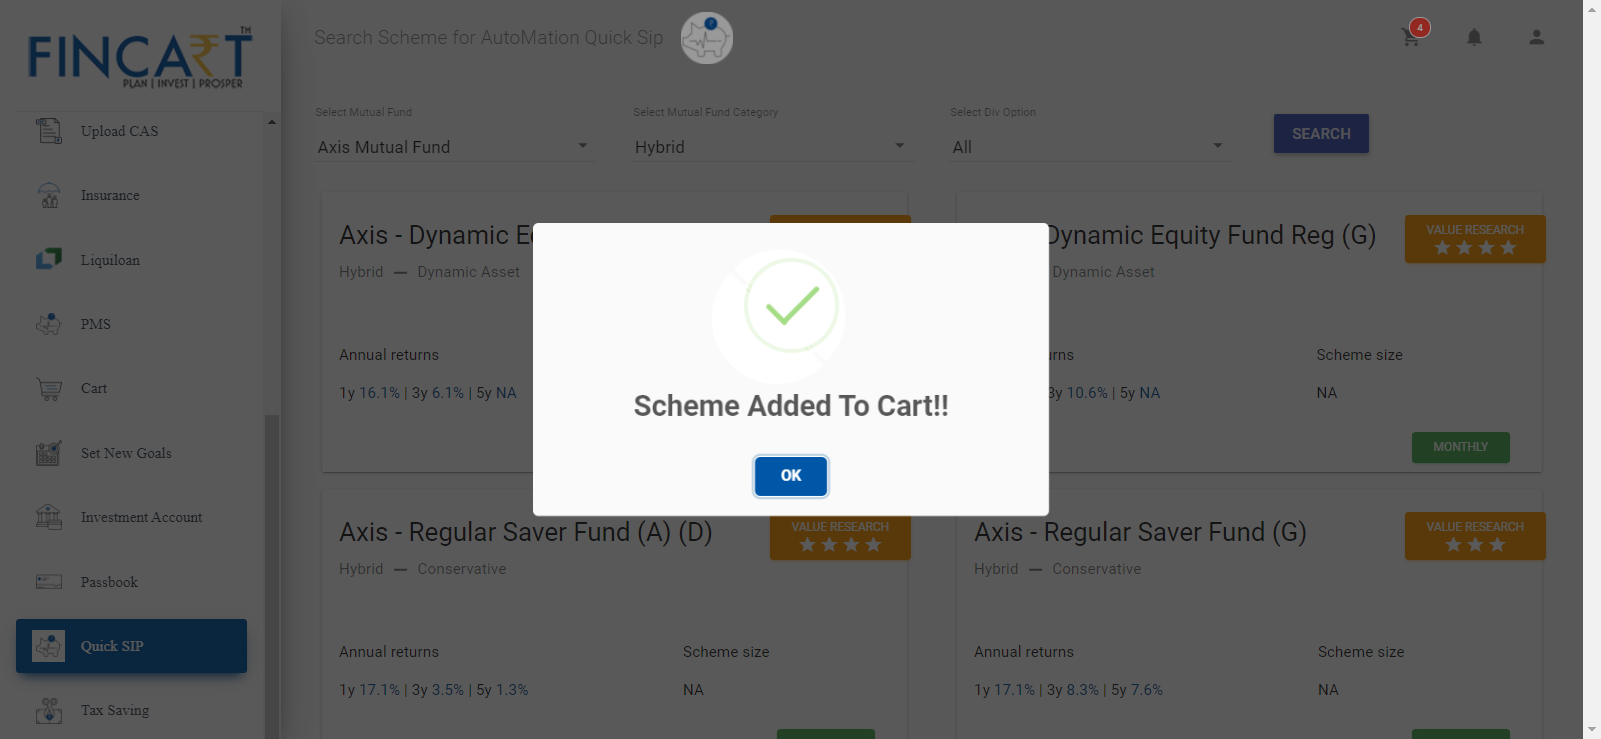 FINCART
TM
PLAN | INVEST | PROSPER
Upload CAS
Insurance
Liquiloan
PMS
Cart
Set New Goals
Investment Account
Passbook
Quick SIP
Tax Saving
Search Scheme for AutoMation Quick Sip
4
Select Mutual Fund
Axis Mutual Fund
Select Mutual Fund Category
Hybrid
Select Div Option
All
SEARCH
Axis - Dynamic
Hybrid — Dynamic Asset
Annual returns
1y 16.1% | 3y 6.1% | 5y NA
Dynamic Equity Fund Reg (G)
Dynamic Asset
VALUE RESEARCH
rns
Scheme size
3y 10.6% | 5y NA
NA
MONTHLY
Scheme Added To Cart!!
OK
Axis - Regular Saver Fund (A) (D)
VALUE RESEARCH
Hybrid — Conservative
Annual returns
Scheme size
1y 17.1% | 3y 3.5% | 5y 1.3%
NA
Axis - Regular Saver Fund (G)
VALUE RESEARCH
Hybrid — Conservative
Annual returns
Scheme size
1y 17.1% | 3y 8.3% | 5y 7.6%
NA